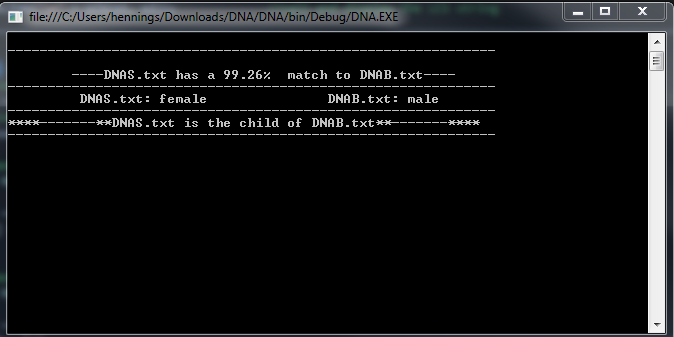 file:///C:/Users/hennings/Downloads/DNA/DNA/bin/Debug/DNA.EXE
-------------------------------------------------------------
----DNAS.txt has a 99.26%  match to DNAB.txt----
-------------------------------------------------------------
DNAS.txt: female               DNAB.txt: male
-------------------------------------------------------------
****-------**DNAS.txt is the child of DNAB.txt**-------****
-------------------------------------------------------------